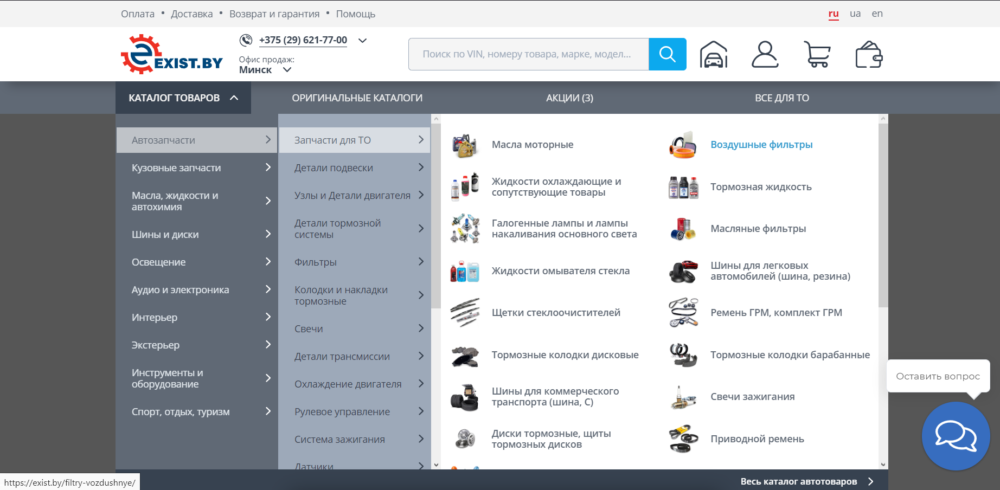 Оплата • Доставка • Возврат и гарантия • Помощь
ru ua en
EXIST.BY
+375 (29) 621-77-00
Офис продаж:
Минск
Поиск по VIN, номеру товара, марке, модел...
КАТАЛОГ ТОВАРОВ
ОРИГИНАЛЬНЫЕ КАТАЛОГИ
АКЦИИ (3)
ВСЕ ДЛЯ ТО
Автозапчасти
Кузовные запчасти
Масла, жидкости и
автохимия
Шины и диски
Освещение
Аудио и электроника
Интерьер
Экстерьер
Инструменты и
оборудование
Спорт, отдых, туризм
Запчасти для ТО
Детали подвески
Узлы и Детали двигателя
Детали тормозной
системы
Фильтры
Колодки и накладки
тормозные
Свечи
Детали трансмиссии
Охлаждение двигателя
Рулевое управление
Система зажигания
Датчики
Масла моторные
Воздушные фильтры
Жидкости охлаждающие и
сопутствующие товары
Тормозная жидкость
Галогенные лампы и лампы
накаливания основного света
Масляные фильтры
Жидкости омывателя стекла
Шины для легковых
автомобилей (шина, резина)
Щетки стеклоочистителей
Ремень ГРМ, комплект ГРМ
Тормозные колодки дисковые
Тормозные колодки барабанные
Шины для коммерческого
транспорта (шина, С)
Свечи зажигания
Диски тормозные, щиты
тормозных дисков
Приводной ремень
Оставить вопрос
Весь каталог автотоваров
https://exist.by/filtry-vozdushnye/